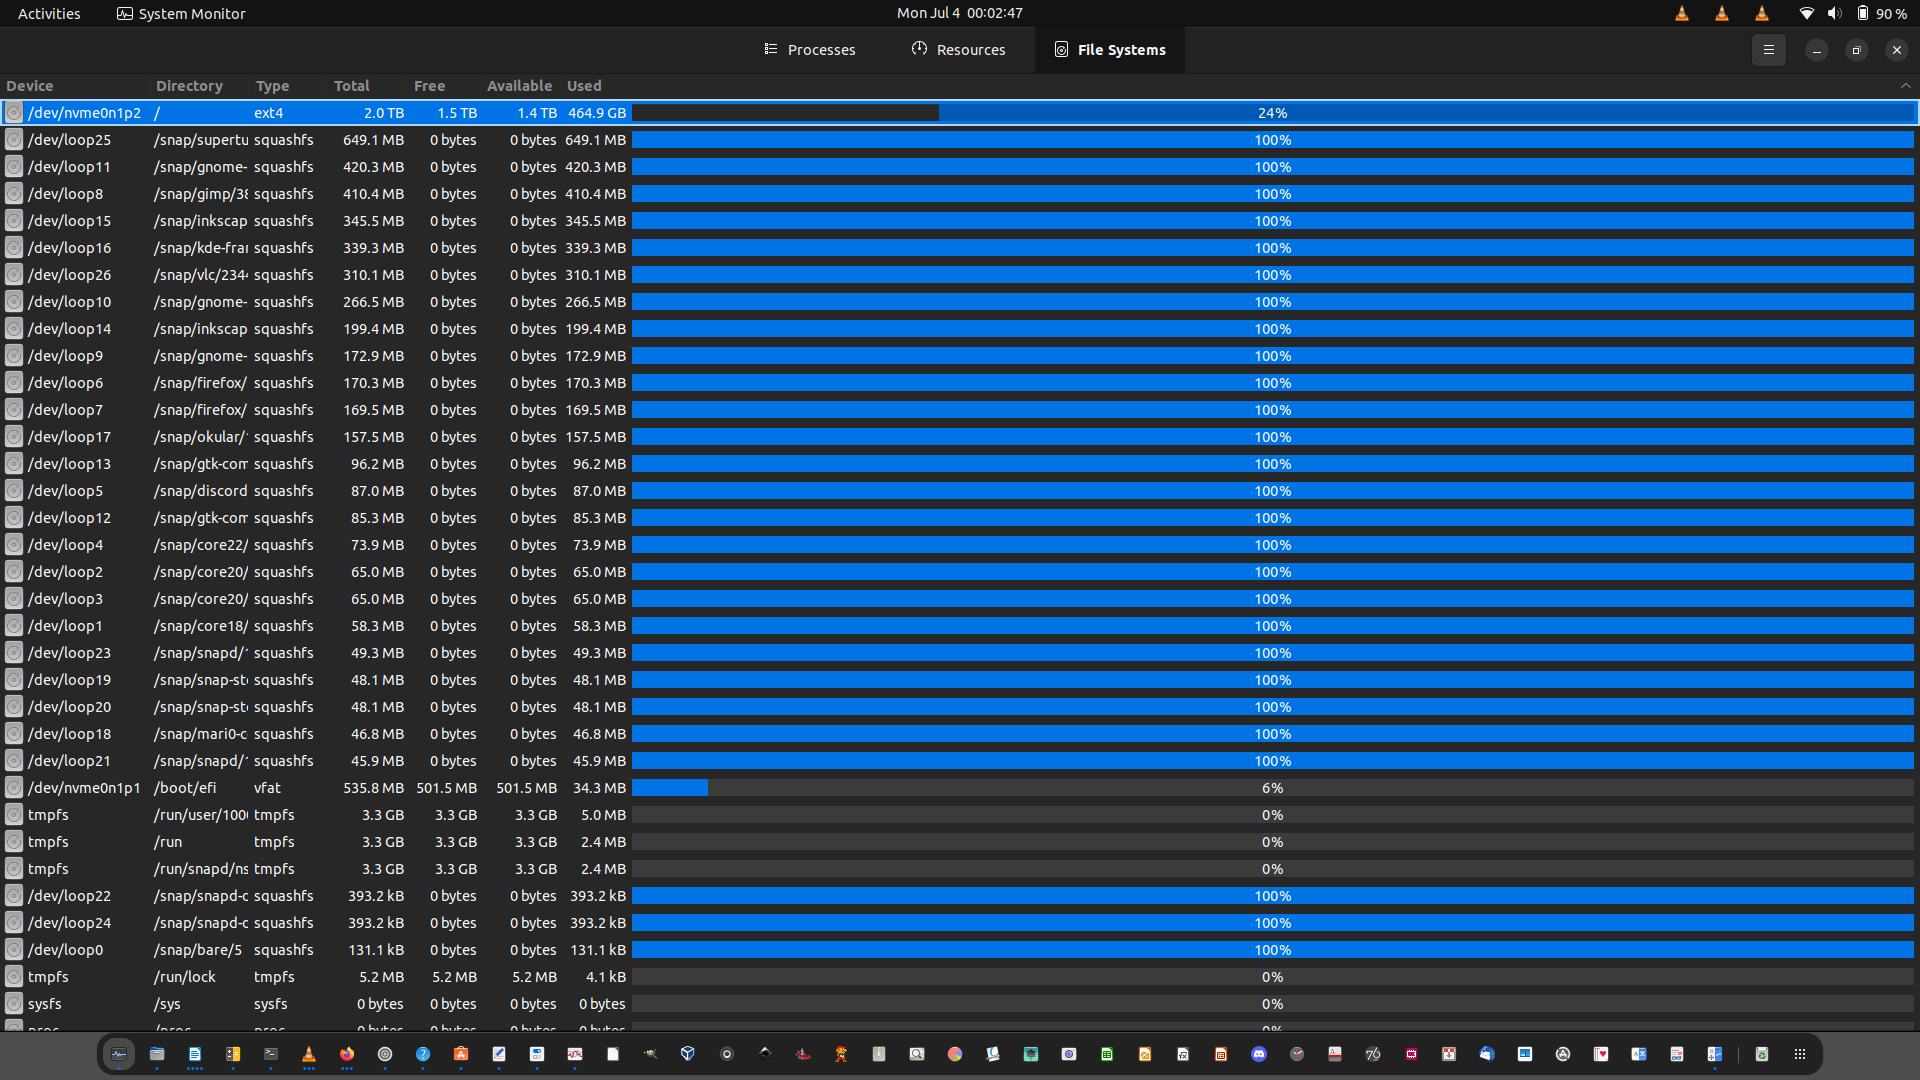 Activities System Monitor Mon Jul 4 00:02:47 90 %
Processes Resources File Systems
Device Directory Type Total Free Available Used
/dev/nvme0n1p2 / ext4 2.0 TB 1.5 TB 1.4 TB 464.9 GB 24%
/dev/loop25 /snap/supertu squashfs 649.1 MB 0 bytes 0 bytes 649.1 MB 100%
/dev/loop11 /snap/gnome- squashfs 420.3 MB 0 bytes 0 bytes 420.3 MB 100%
/dev/loop8 /snap/gimp/38 squashfs 410.4 MB 0 bytes 0 bytes 410.4 MB 100%
/dev/loop15 /snap/inkscap squashfs 345.5 MB 0 bytes 0 bytes 345.5 MB 100%
/dev/loop16 /snap/kde-frar squashfs 339.3 MB 0 bytes 0 bytes 339.3 MB 100%
/dev/loop26 /snap/vlc/2344 squashfs 310.1 MB 0 bytes 0 bytes 310.1 MB 100%
/dev/loop10 /snap/gnome- squashfs 266.5 MB 0 bytes 0 bytes 266.5 MB 100%
/dev/loop14 /snap/inkscap squashfs 199.4 MB 0 bytes 0 bytes 199.4 MB 100%
/dev/loop9 /snap/gnome- squashfs 172.9 MB 0 bytes 0 bytes 172.9 MB 100%
/dev/loop6 /snap/firefox/ squashfs 170.3 MB 0 bytes 0 bytes 170.3 MB 100%
/dev/loop7 /snap/firefox/ squashfs 169.5 MB 0 bytes 0 bytes 169.5 MB 100%
/dev/loop17 /snap/okular/ squashfs 157.5 MB 0 bytes 0 bytes 157.5 MB 100%
/dev/loop13 /snap/gtk-com squashfs 96.2 MB 0 bytes 0 bytes 96.2 MB 100%
/dev/loop5 /snap/discord squashfs 87.0 MB 0 bytes 0 bytes 87.0 MB 100%
/dev/loop12 /snap/gtk-com squashfs 85.3 MB 0 bytes 0 bytes 85.3 MB 100%
/dev/loop4 /snap/core22/ squashfs 73.9 MB 0 bytes 0 bytes 73.9 MB 100%
/dev/loop2 /snap/core20/ squashfs 65.0 MB 0 bytes 0 bytes 65.0 MB 100%
/dev/loop3 /snap/core20/ squashfs 65.0 MB 0 bytes 0 bytes 65.0 MB 100%
/dev/loop1 /snap/core18/ squashfs 58.3 MB 0 bytes 0 bytes 58.3 MB 100%
/dev/loop23 /snap/snapd/ squashfs 49.3 MB 0 bytes 0 bytes 49.3 MB 100%
/dev/loop19 /snap/snap-sto squashfs 48.1 MB 0 bytes 0 bytes 48.1 MB 100%
/dev/loop20 /snap/snap-sto squashfs 48.1 MB 0 bytes 0 bytes 48.1 MB 100%
/dev/loop18 /snap/mari0-c squashfs 46.8 MB 0 bytes 0 bytes 46.8 MB 100%
/dev/loop21 /snap/snapd/ squashfs 45.9 MB 0 bytes 0 bytes 45.9 MB 100%
/dev/nvme0n1p1 /boot/efi vfat 535.8 MB 501.5 MB 501.5 MB 34.3 MB 6%
tmpfs /run/user/1000 tmpfs 3.3 GB 3.3 GB 3.3 GB 5.0 MB 0%
tmpfs /run tmpfs 3.3 GB 3.3 GB 3.3 GB 2.4 MB 0%
tmpfs /run/snapd/ns tmpfs 3.3 GB 3.3 GB 3.3 GB 2.4 MB 0%
/dev/loop22 /snap/snapd-c squashfs 393.2 kB 0 bytes 0 bytes 393.2 kB 100%
/dev/loop24 /snap/snapd-c squashfs 393.2 kB 0 bytes 0 bytes 393.2 kB 100%
/dev/loop0 /snap/bare/5 squashfs 131.1 kB 0 bytes 0 bytes 131.1 kB 100%
tmpfs /run/lock tmpfs 5.2 MB 5.2 MB 5.2 MB 4.1 kB 0%
sysfs /sys sysfs 0 bytes 0 bytes 0 bytes 0 bytes 0%
proc /proc proc 0 bytes 0 bytes 0 bytes 0 bytes 0%